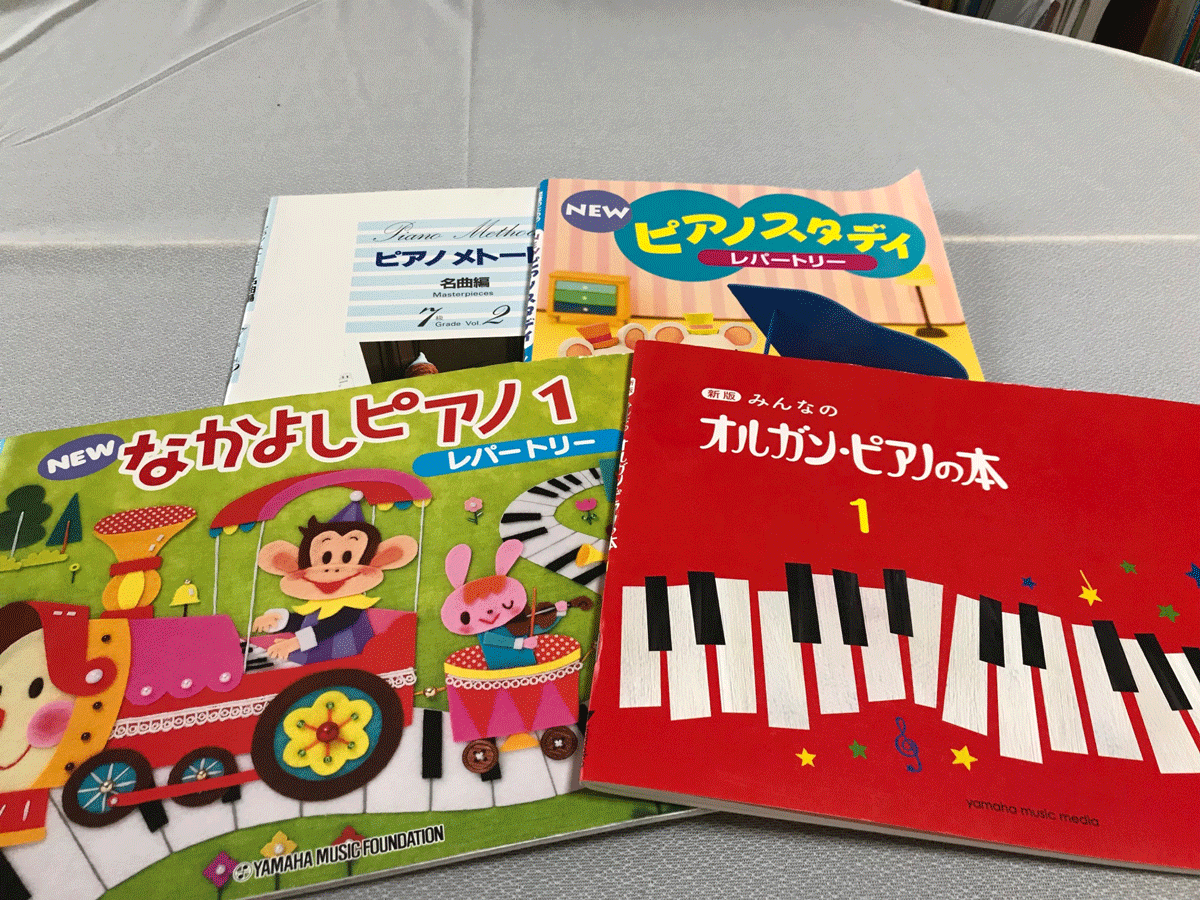 Piano Metho
ピアノ メトー
名曲編
Masterpieces
7級 Grade Vol.2
名曲編
NEW
ピアノスタディ
レパートリー
NEW
なかよしピアノ1
レパートリー
YAMAHA MUSIC FOUNDATION
新版 みんなの
オルガン・ピアノの本
1
yamaha music media